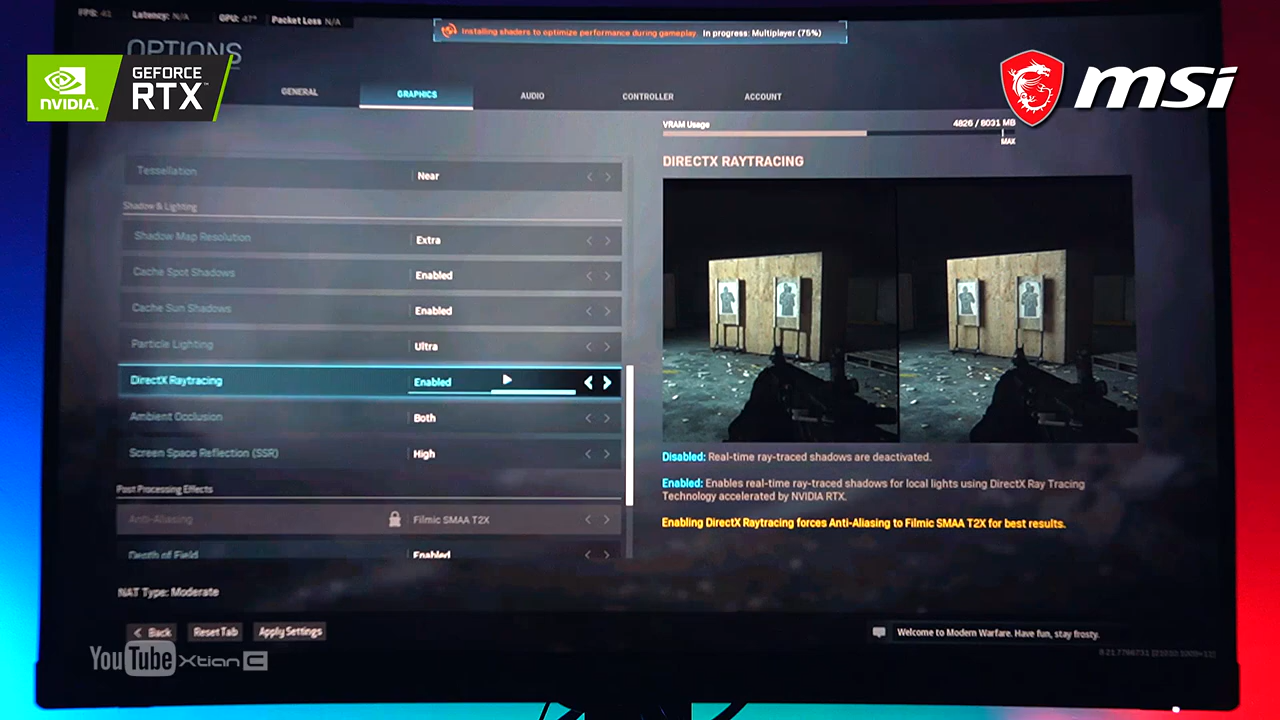 FPS: 41 Latency: N/A GPU: 47° Packet Loss N/A
Installing shaders to optimize performance during gameplay. In progress: Multiplayer (75%)
OPTIONS
NVIDIA. GEFORCE RTX™
msi
GENERAL GRAPHICS AUDIO CONTROLLER ACCOUNT
VRAM Usage 4826 / 8031 MB
MAX
DIRECTX RAYTRACING
Tessellation Near
Shadow & Lighting
Shadow Map Resolution Extra
Cache Spot Shadows Enabled
Cache Sun Shadows Enabled
Particle Lighting Ultra
DirectX Raytracing Enabled
Ambient Occlusion Both
Screen Space Reflection (SSR) High
Post Processing Effects
Anti-Aliasing Filmic SMAA T2X
Depth of Field Enabled
Disabled: Real-time ray-traced shadows are deactivated.
Enabled: Enables real-time ray-traced shadows for local lights using DirectX Ray Tracing
Technology accelerated by NVIDIA RTX.
Enabling DirectX Raytracing forces Anti-Aliasing to Filmic SMAA T2X for best results.
NAT Type: Moderate
Back Reset Tab Apply Settings
Welcome to Modern Warfare. Have fun, stay frosty.
YouTube Xtian C